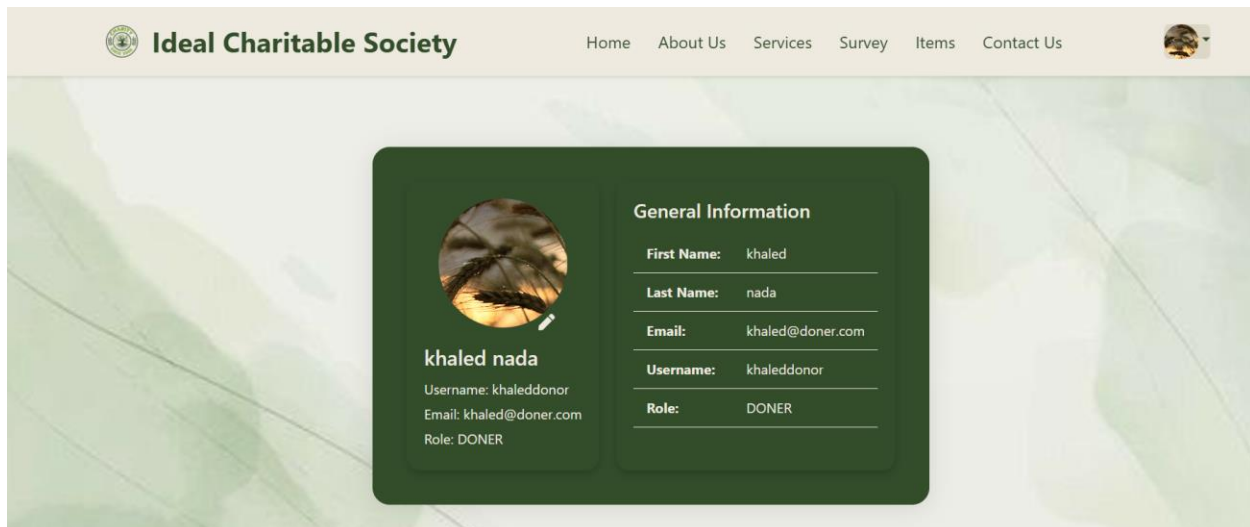 Ideal Charitable Society
Home About Us Services Survey Items Contact Us
khaled nada
Username: khaleddonor
Email: khaled@doner.com
Role: DONER
General Information
First Name: khaled
Last Name: nada
Email: khaled@doner.com
Username: khaleddonor
Role: DONER